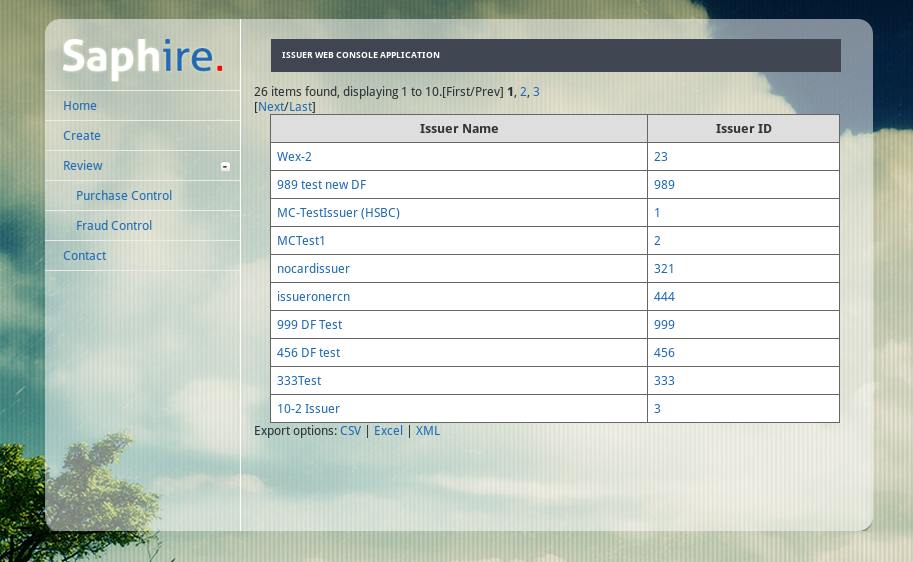 Saphire.
Home
Create
Review
Purchase Control
Fraud Control
Contact
ISSUER WEB CONSOLE APPLICATION
26 items found, displaying 1 to 10.[First/Prev] 1, 2, 3
[Next/Last]
Issuer Name Issuer ID
Wex-2 23
989 test new DF 989
MC-TestIssuer (HSBC) 1
MCTest1 2
nocardissuer 321
issueronercn 444
999 DF Test 999
456 DF test 456
333Test 333
10-2 Issuer 3
Export options: CSV | Excel | XML